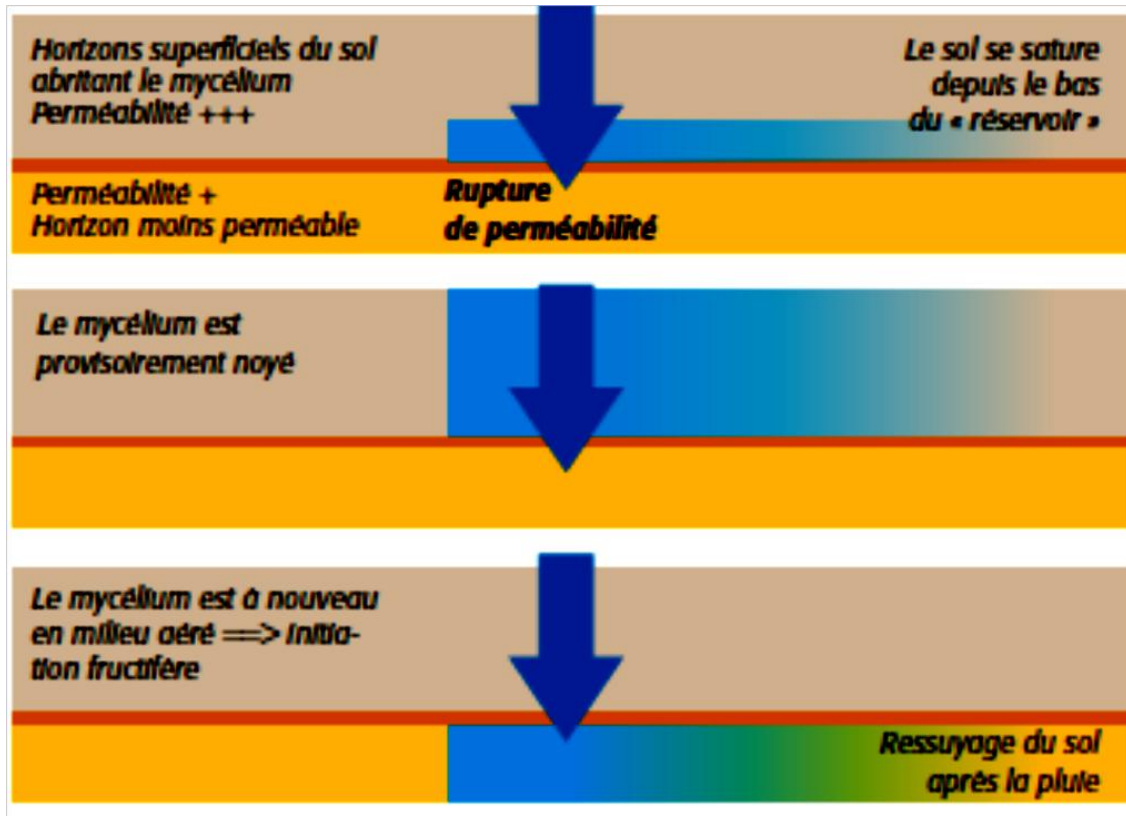 Horizons superficiels du sol
abritant le mycélium
Perméabilité +++
Le sol se sature
depuis le bas
du « réservoir »
Perméabilité +
Horizon moins perméable
Rupture
de perméabilité
Le mycélium est
provisoirement noyé
Le mycélium est à nouveau
en milieu aéré ==> initia-
tion fructifère
Ressuyage du sol
après la pluie